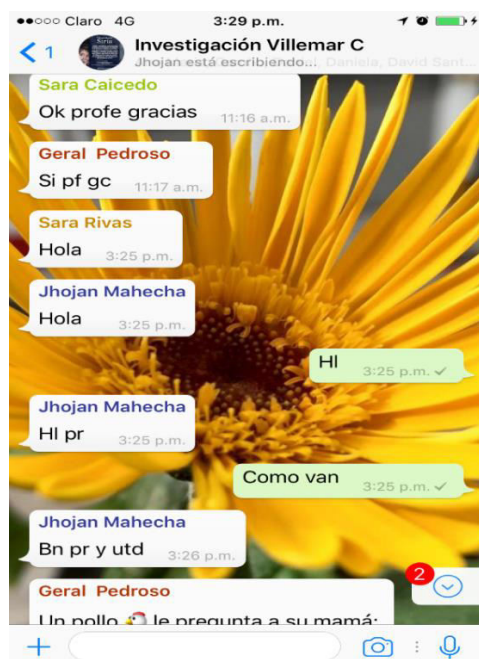 Claro 4G 3:29 p.m.
1 Investigación Villemar C
Jhojan está escribiendo... Daniela, David Sant...
Sara Caicedo
Ok profe gracias 11:16 a.m.
Geral Pedroso
Si pf gc 11:17 a.m.
Sara Rivas
Hola 3:25 p.m.
Jhojan Mahecha
Hola 3:25 p.m.
Hl 3:25 p.m.
Jhojan Mahecha
Hl pr 3:25 p.m.
Como van 3:25 p.m.
Jhojan Mahecha
Bn pr y utd 3:26 p.m.
2
Geral Pedroso
Un pollo 🐔 le pregunta a su mamá: